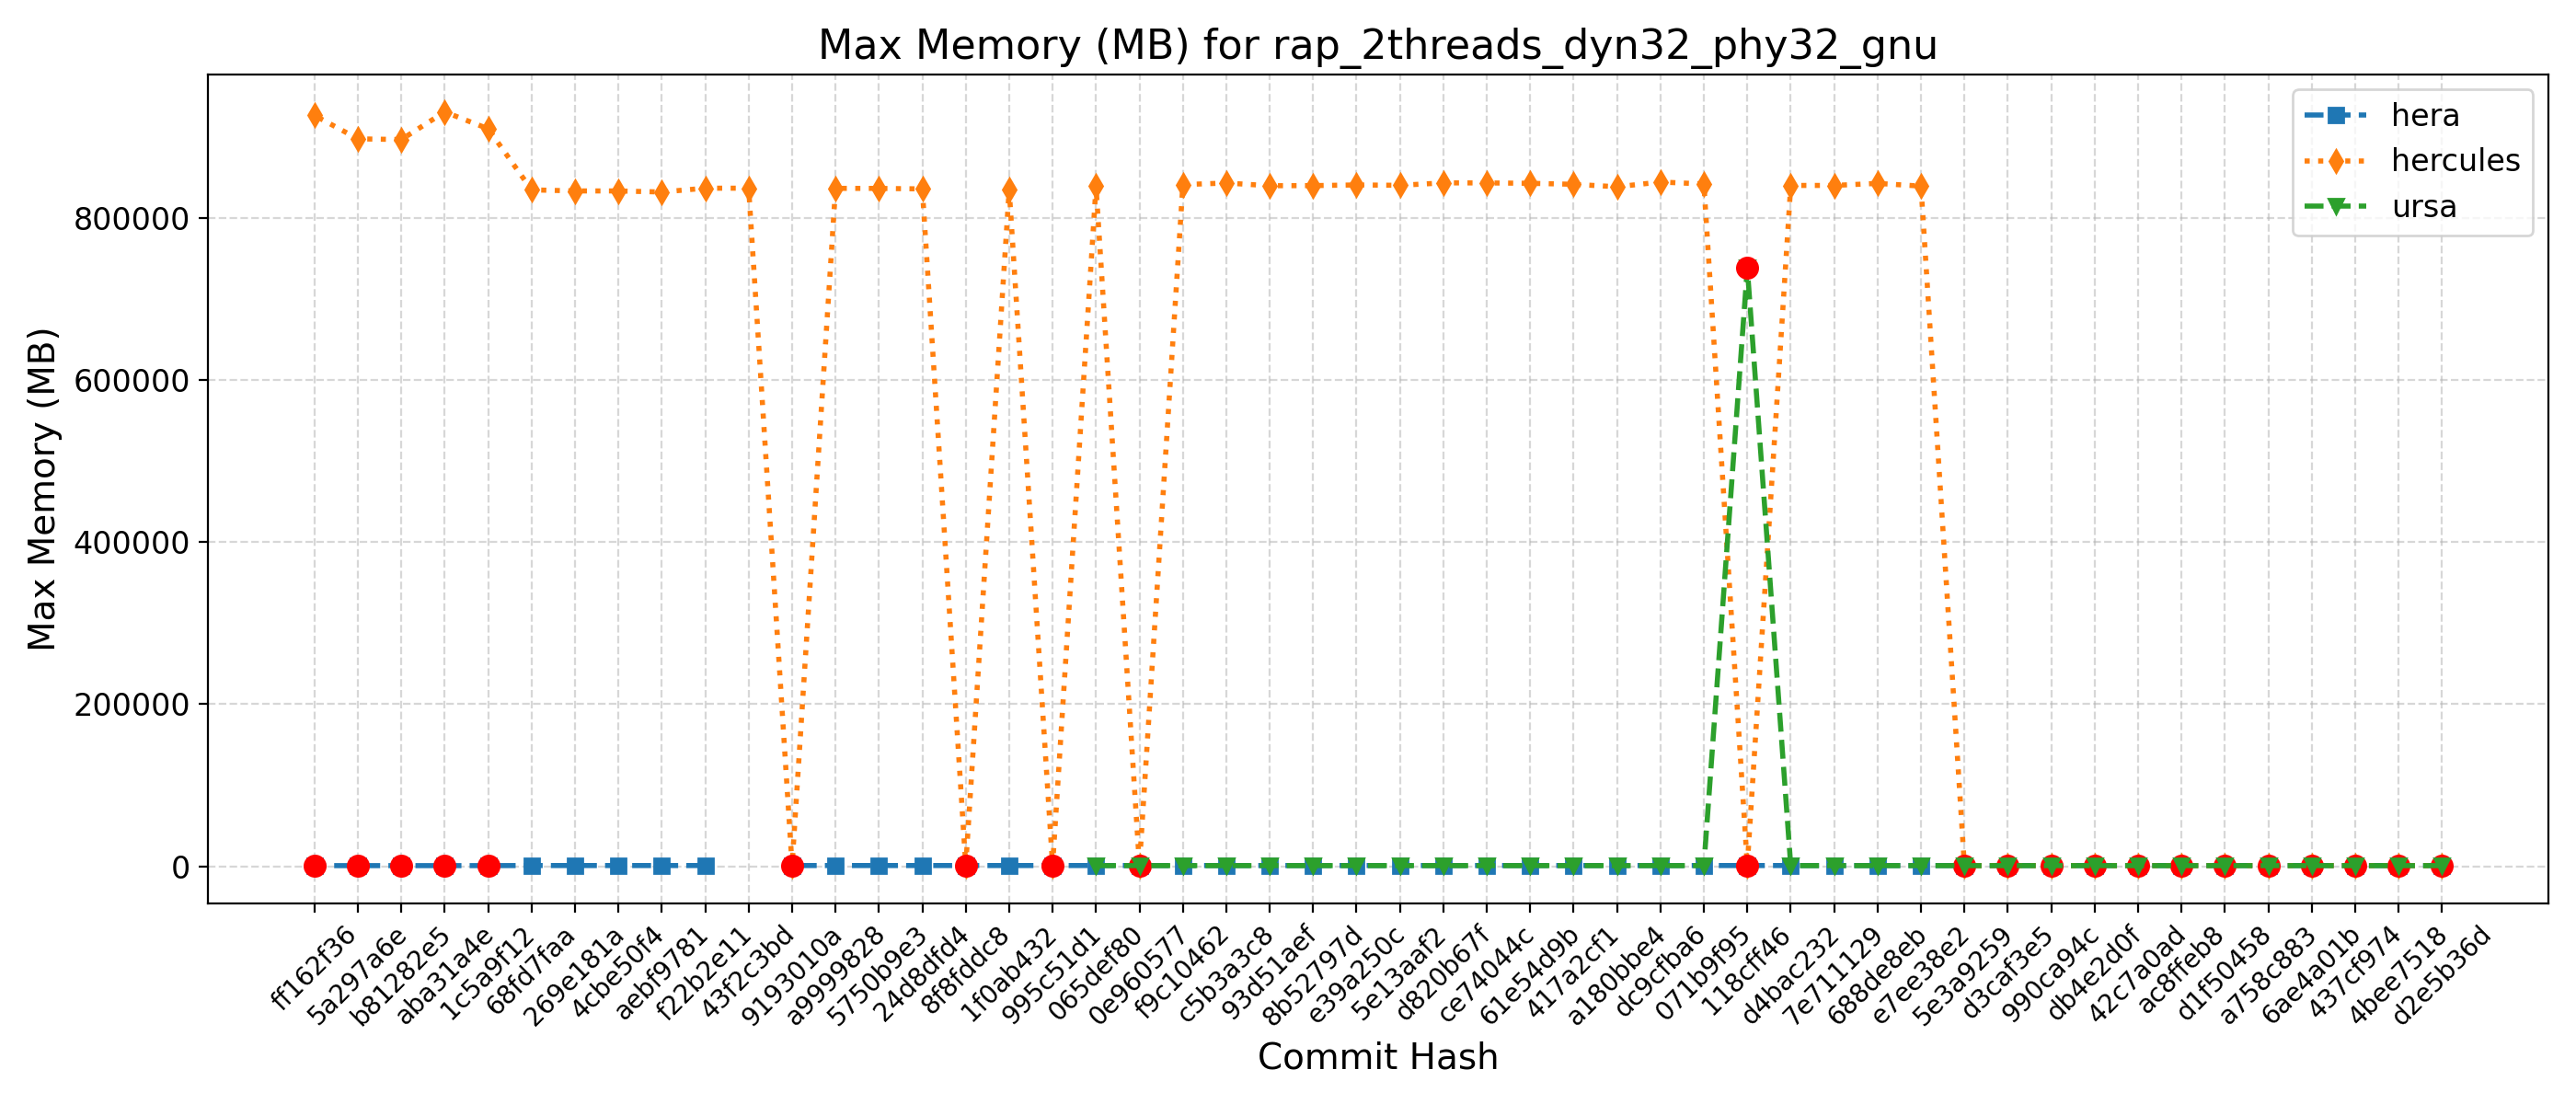 Max Memory (MB) for rap_2threads_dyn32_phy32_gnu
hera
hercules
ursa
Max Memory (MB)
800000
600000
400000
200000
0
ff162f36
5a297a6e
b81282e5
aba31a4e
1c5a9f12
68fd7faa
269e181a
4cbe50f4
aebf9781
f22b2e11
43f2c3bd
9193010a
a9999828
5750b9e3
24d8dfd4
8f8fddc8
1f0ab432
995c51d1
065def80
0e960577
f9c10462
c5b3a3c8
93d51aef
8b52797d
e39a250c
5e13aaf2
d820b67f
ce74044c
61e54d9b
417a2cf1
a180bbe4
dc9cfba6
071b9f95
118cff46
d4bac232
7e711129
688de8eb
e7ee38e2
5e3a9259
d3caf3e5
990ca94c
db4e2d0f
42c7a0ad
ac8ffeb8
d1f50458
a758c883
6ae4a01b
437cf974
4bee7518
d2e5b36d
Commit Hash